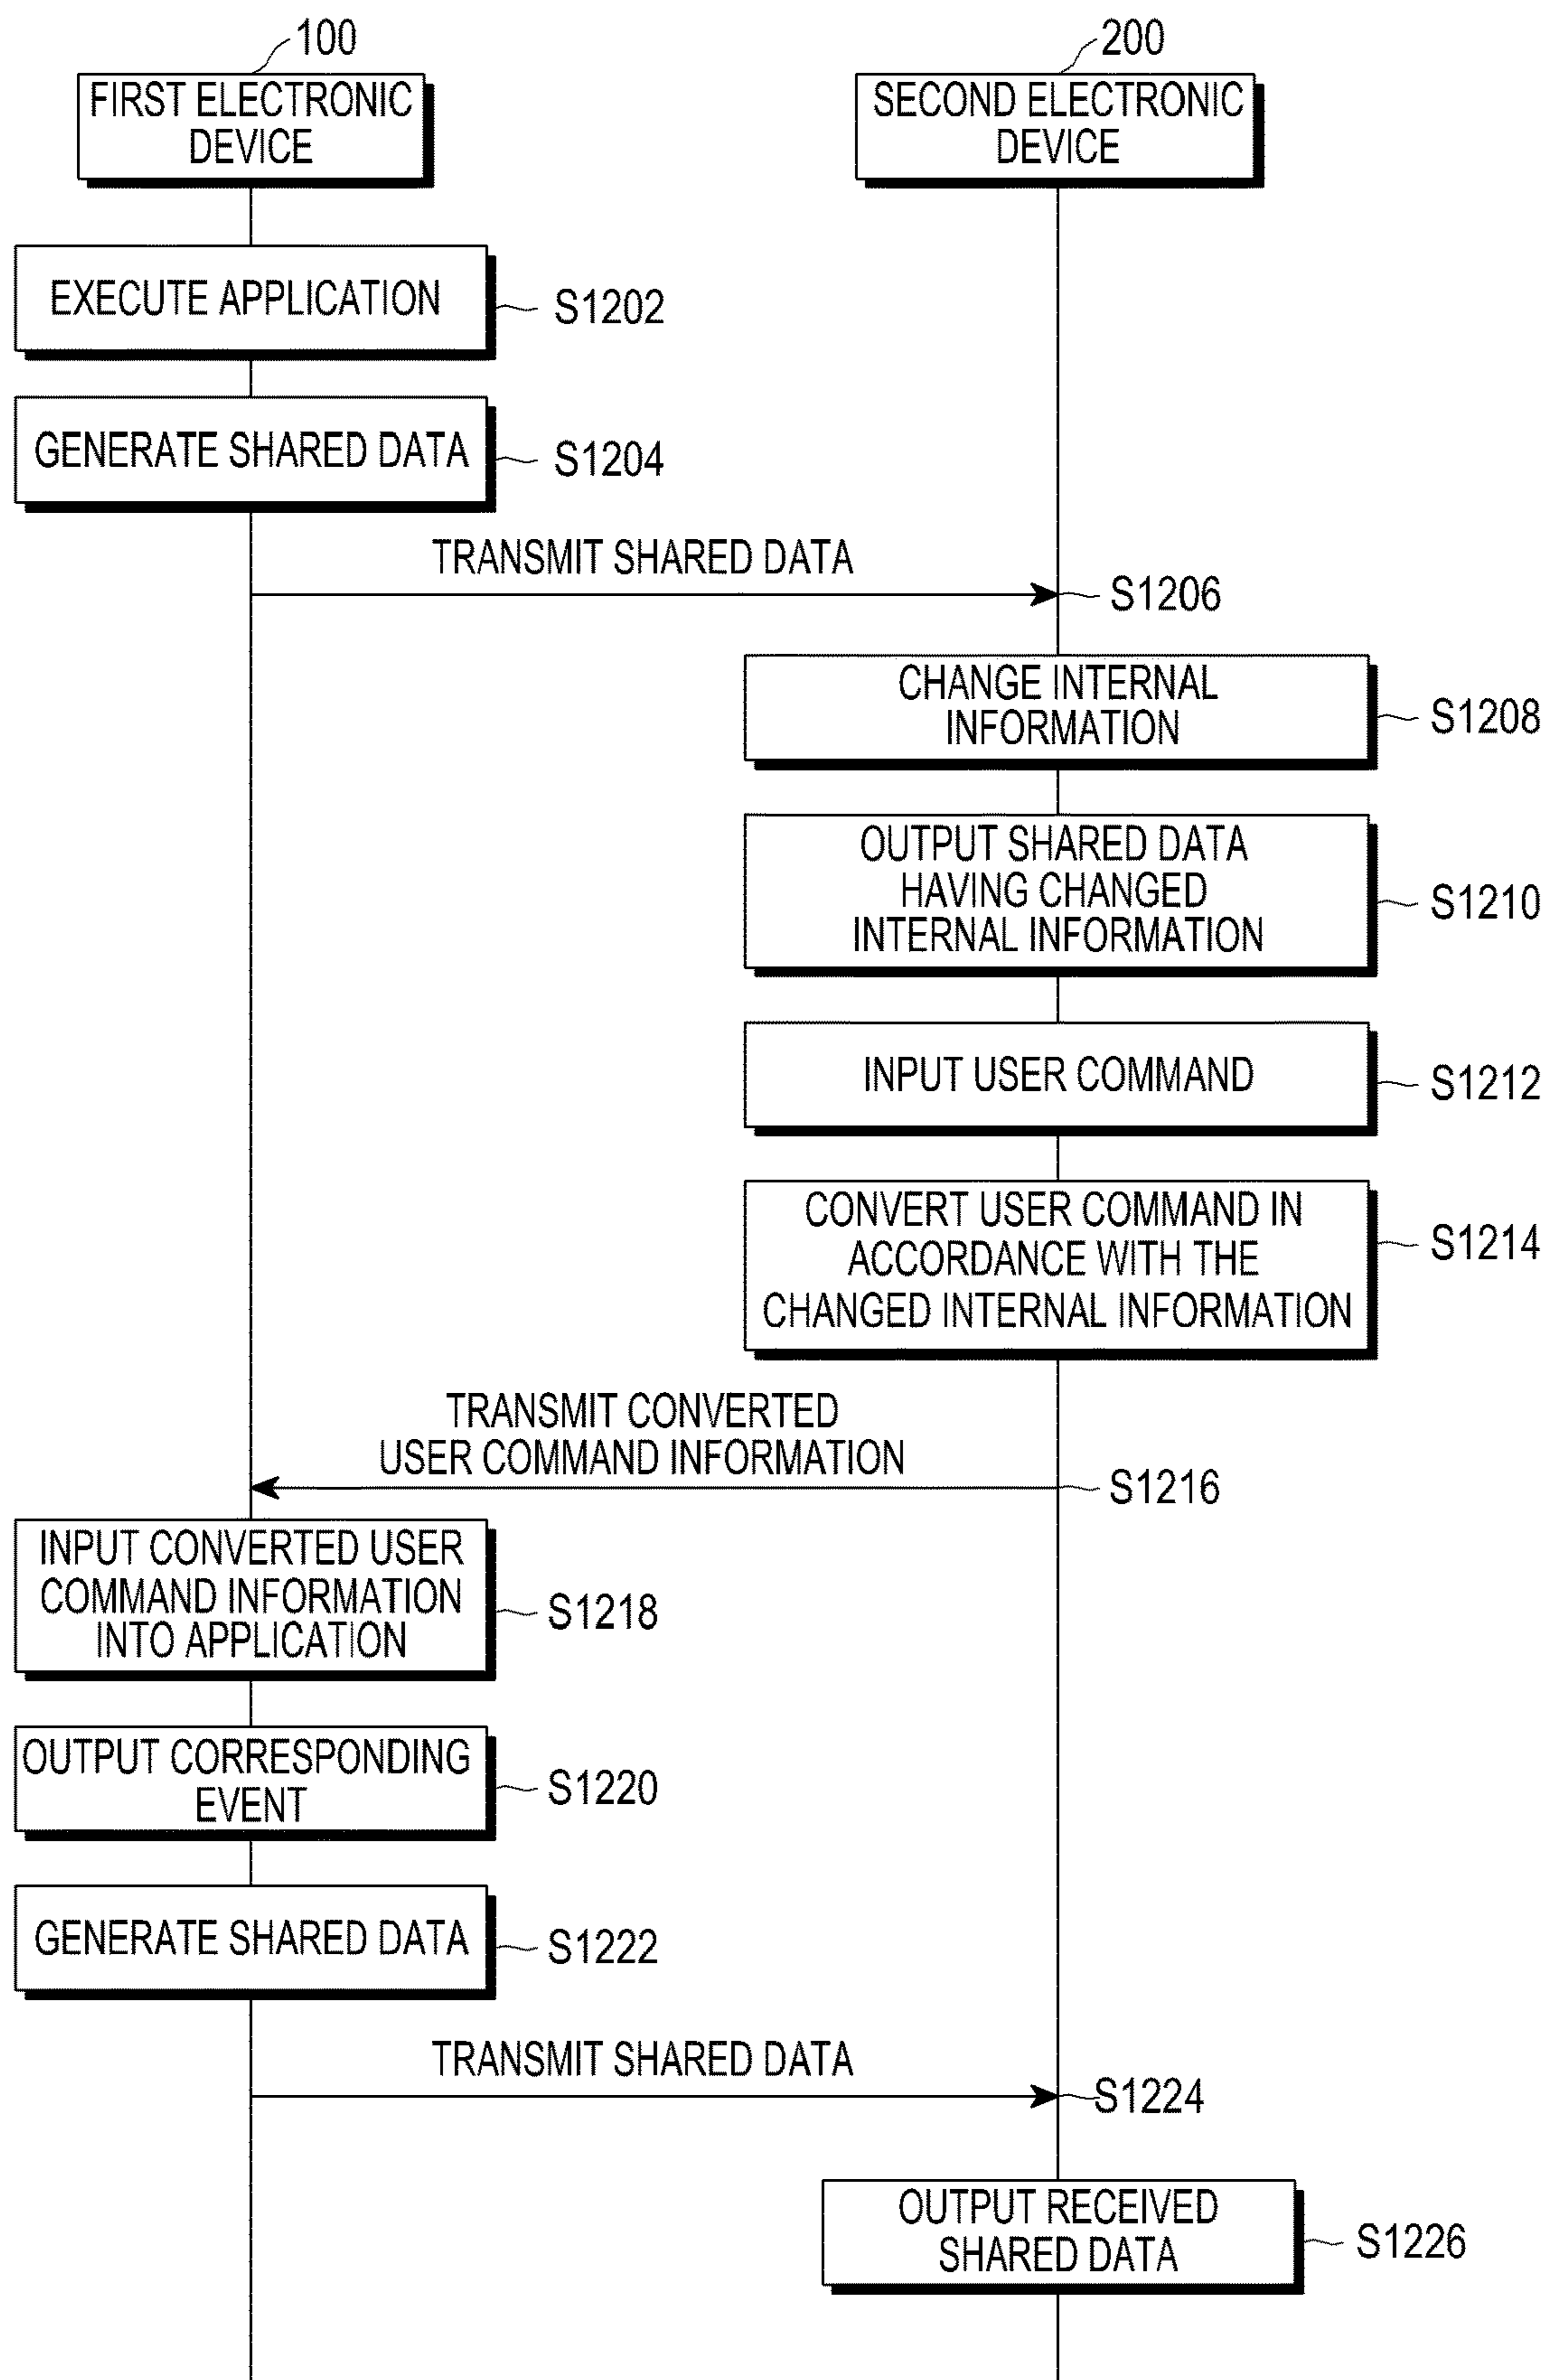 100
200
FIRST ELECTRONIC
DEVICE
SECOND ELECTRONIC
DEVICE
EXECUTE APPLICATION
S1202
GENERATE SHARED DATA
S1204
TRANSMIT SHARED DATA
S1206
CHANGE INTERNAL
INFORMATION
S1208
OUTPUT SHARED DATA
HAVING CHANGED
INTERNAL INFORMATION
S1210
INPUT USER COMMAND
S1212
CONVERT USER COMMAND IN
ACCORDANCE WITH THE
CHANGED INTERNAL INFORMATION
S1214
TRANSMIT CONVERTED
USER COMMAND INFORMATION
S1216
INPUT CONVERTED USER
COMMAND INFORMATION
INTO APPLICATION
S1218
OUTPUT CORRESPONDING
EVENT
S1220
GENERATE SHARED DATA
S1222
TRANSMIT SHARED DATA
S1224
OUTPUT RECEIVED
SHARED DATA
S1226